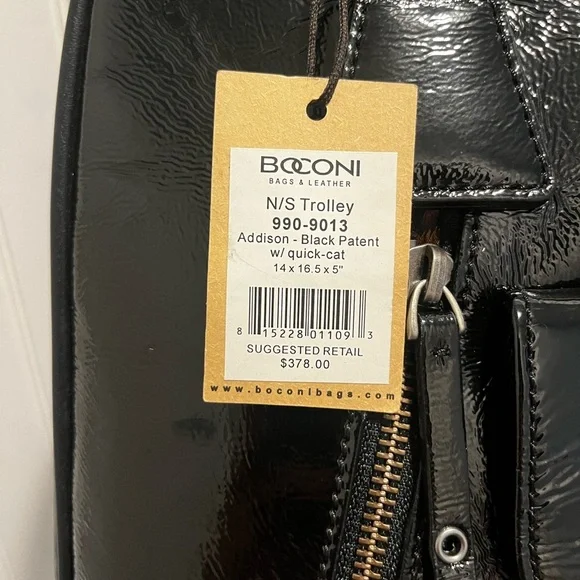 BOCONI
BAGS & LEATHER
N/S Trolley
990-9013
Addison - Black Patent
w/ quick-cat
14 x 16.5 x 5"
8 15228 01109 3
SUGGESTED RETAIL
$378.00
www.boconibags.com